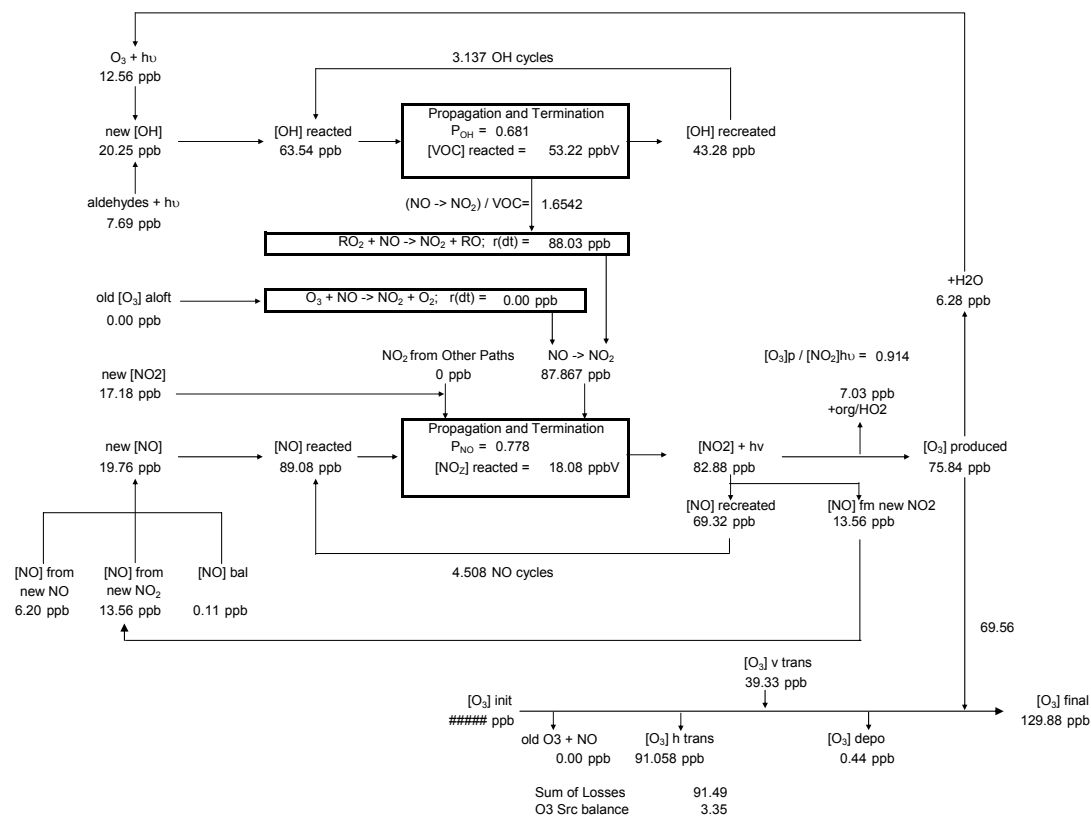 O3 + hυ
12.56 ppb
3.137 OH cycles
new [OH]
20.25 ppb
[OH] reacted
63.54 ppb
Propagation and Termination
POH = 0.681
[VOC] reacted = 53.22 ppbV
[OH] recreated
43.28 ppb
aldehydes + hυ
7.69 ppb
(NO -> NO2) / VOC= 1.6542
RO2 + NO -> NO2 + RO; r(dt) = 88.03 ppb
old [O3] aloft
0.00 ppb
O3 + NO -> NO2 + O2; r(dt) = 0.00 ppb
+H2O
6.28 ppb
NO2 from Other Paths
0 ppb
NO -> NO2
87.867 ppb
[O3]p / [NO2]hυ = 0.914
new [NO2]
17.18 ppb
7.03 ppb
+org/HO2
new [NO]
19.76 ppb
[NO] reacted
89.08 ppb
Propagation and Termination
PNO = 0.778
[NOZ] reacted = 18.08 ppbV
[NO2] + hv
82.88 ppb
[O3] produced
75.84 ppb
[NO] recreated
69.32 ppb
[NO] fm new NO2
13.56 ppb
4.508 NO cycles
[NO] from
new NO
6.20 ppb
[NO] from
new NO2
13.56 ppb
[NO] bal
0.11 ppb
69.56
[O3] v trans
39.33 ppb
[O3] init
##### ppb
[O3] final
129.88 ppb
old O3 + NO
0.00 ppb
[O3] h trans
91.058 ppb
[O3] depo
0.44 ppb
Sum of Losses 91.49
O3 Src balance 3.35